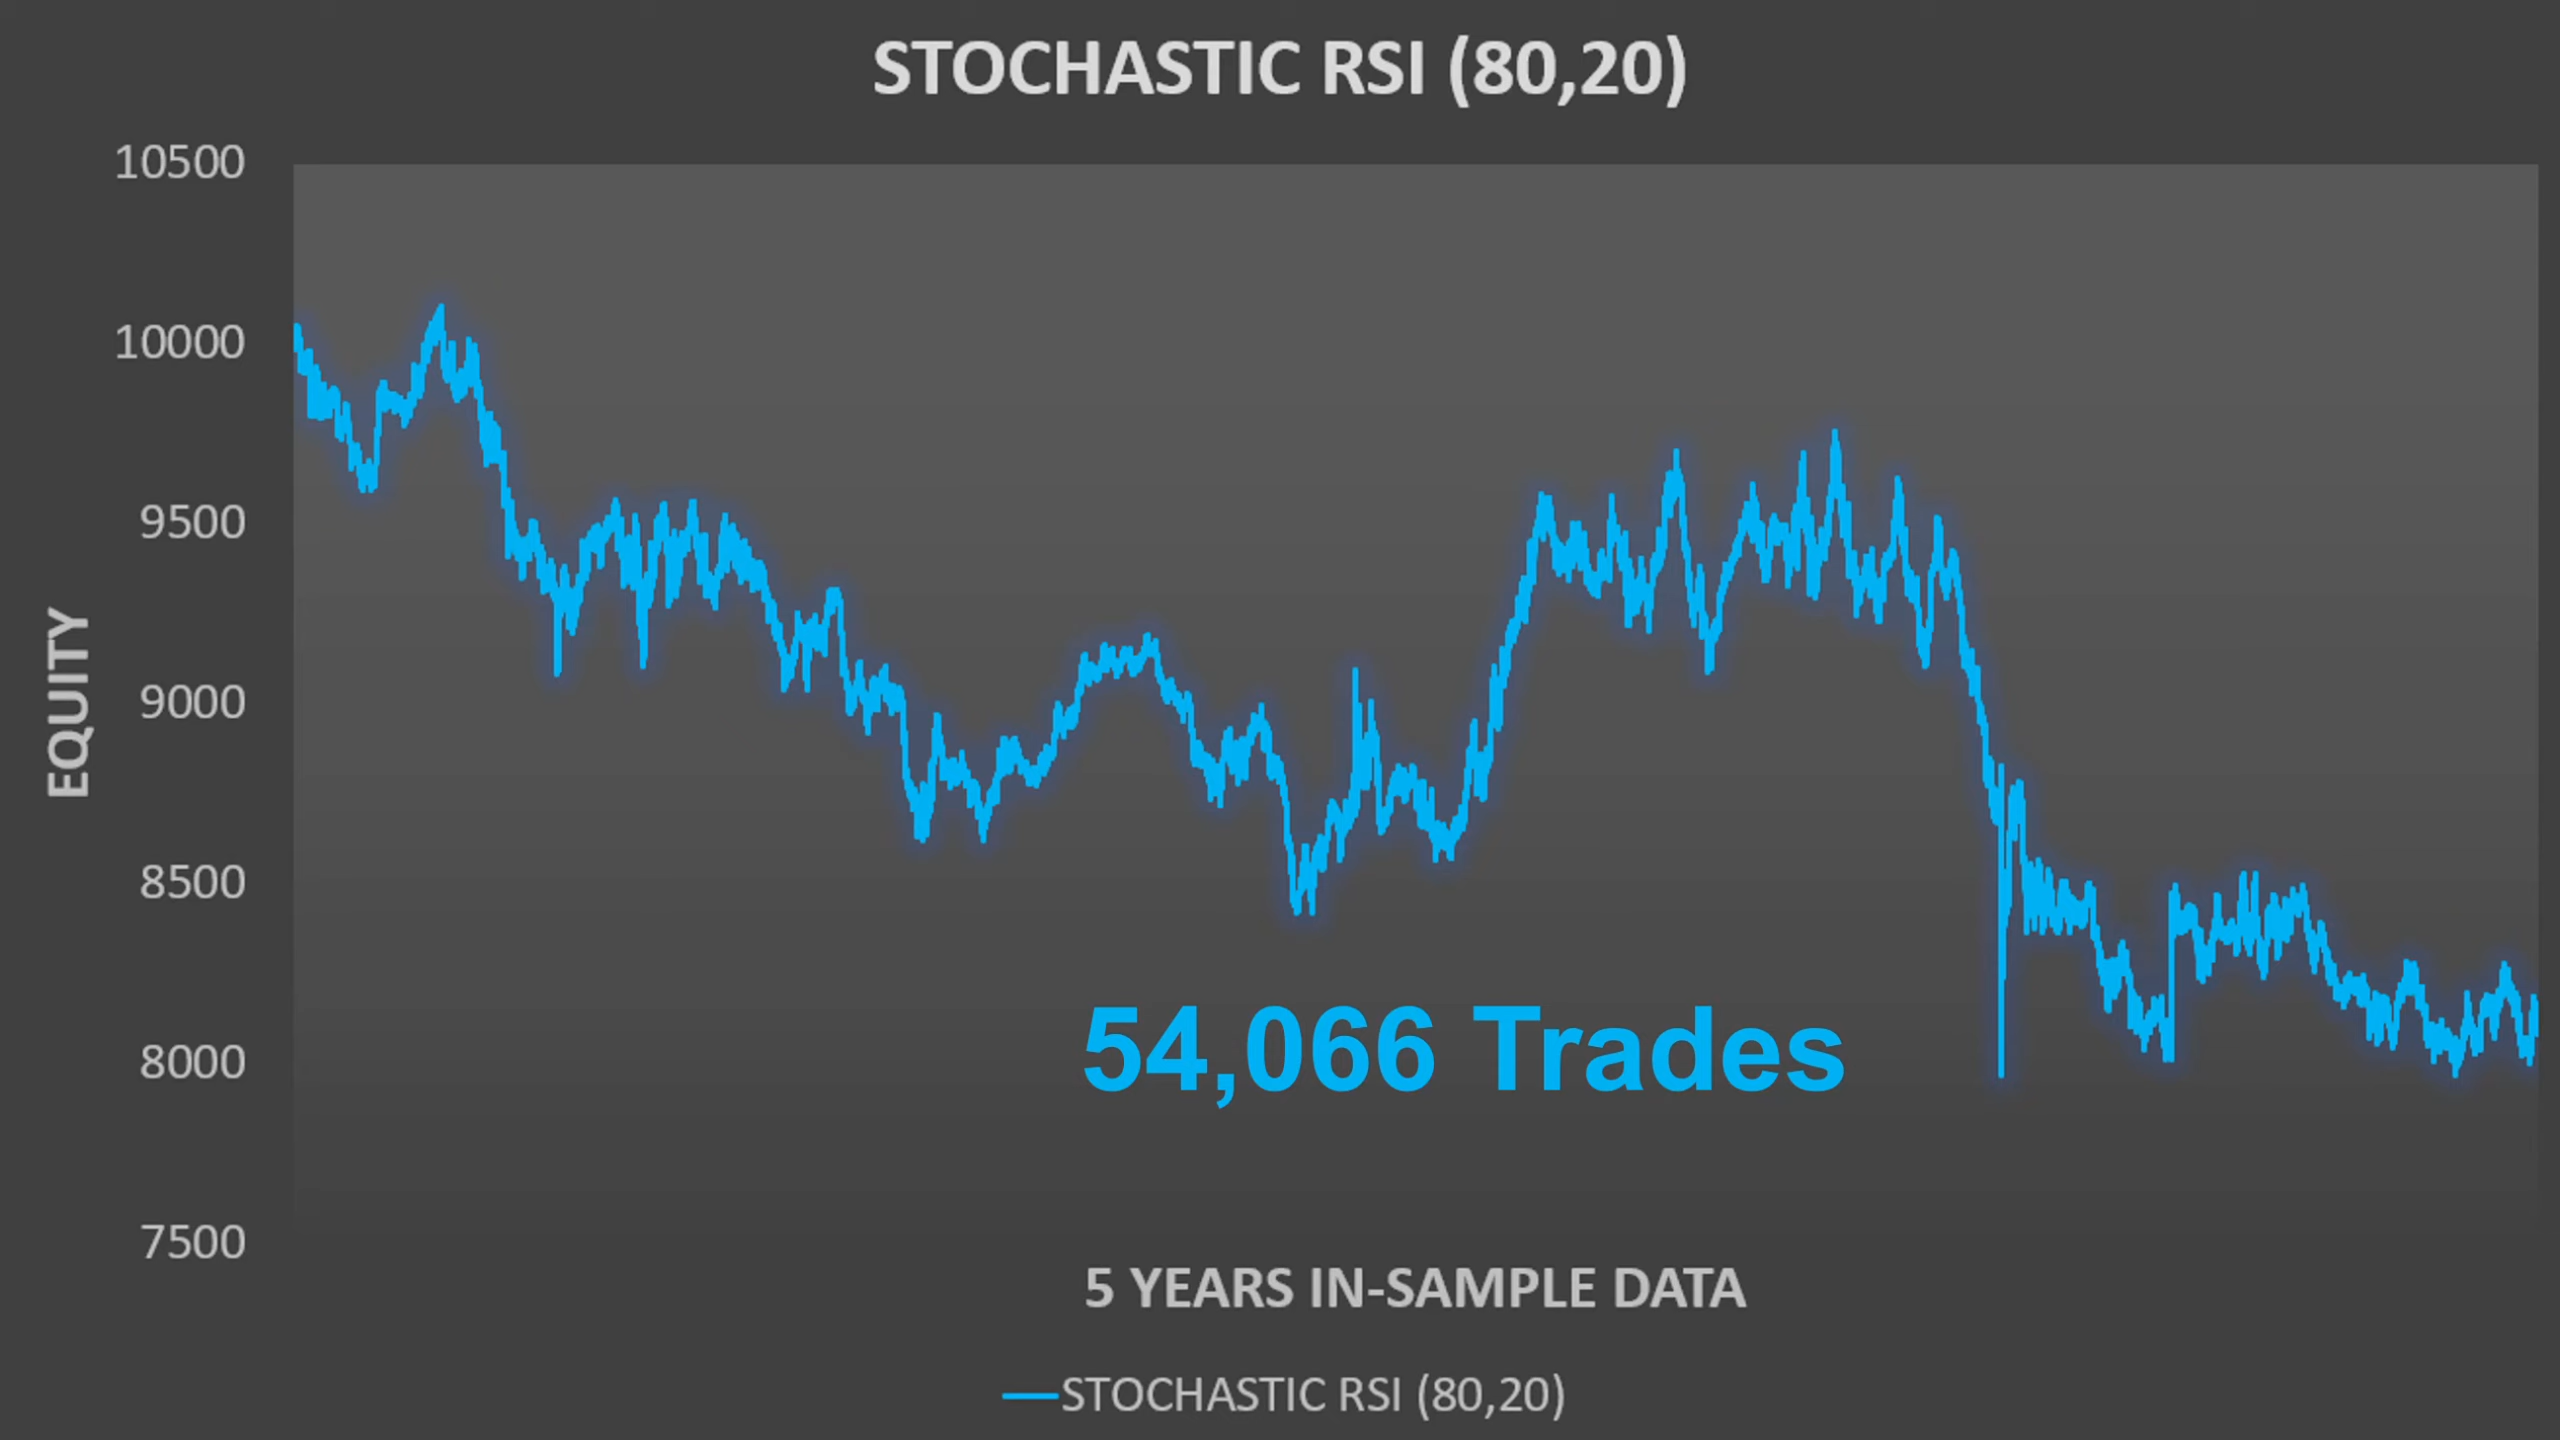 STOCHASTIC RSI (80,20)
10500
10000
9500
9000
8500
8000
7500
EQUITY
54,066 Trades
5 YEARS IN-SAMPLE DATA
STOCHASTIC RSI (80,20)